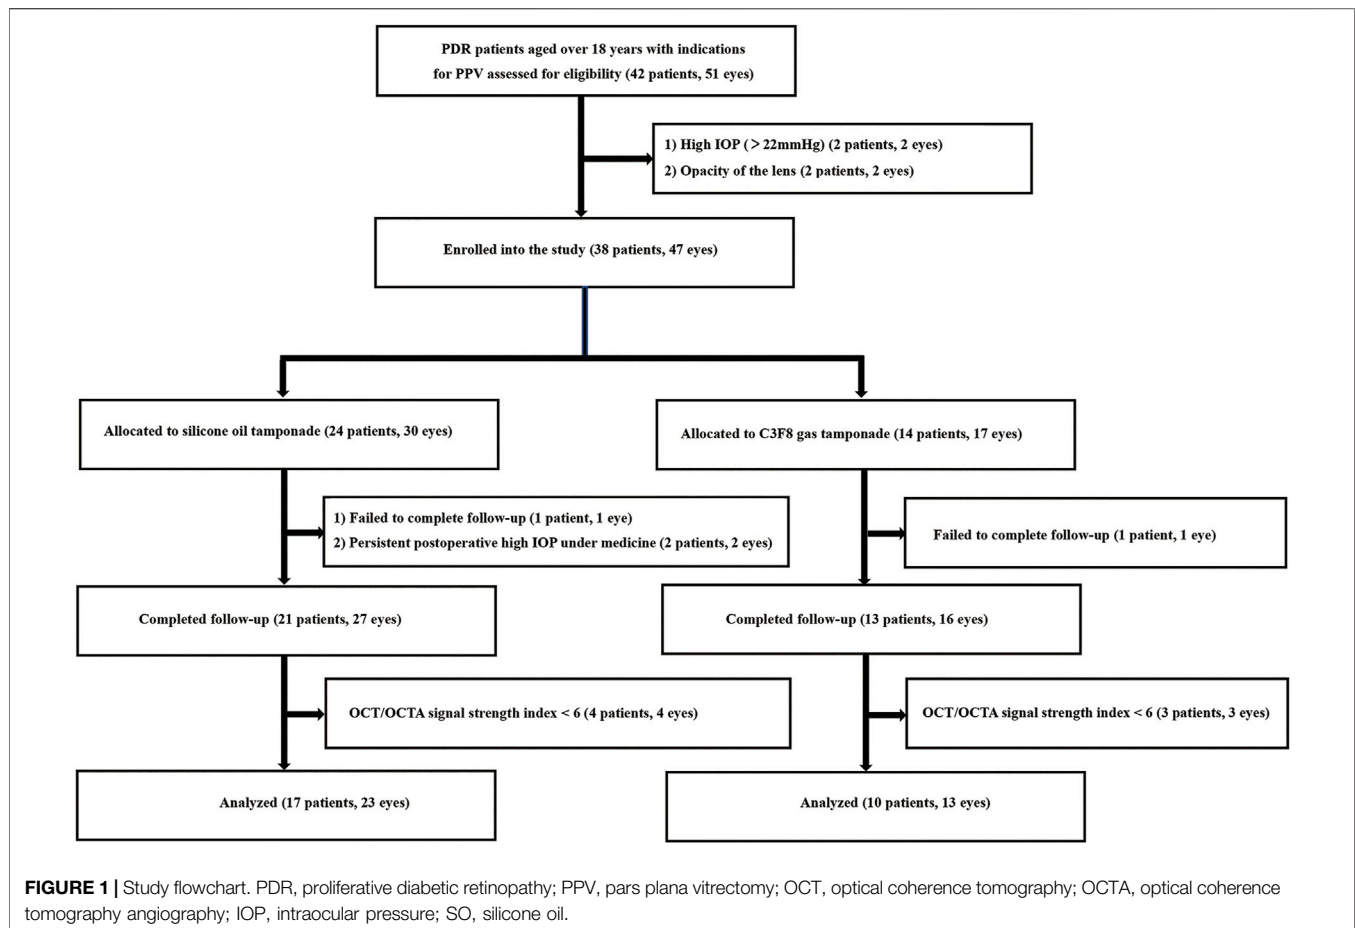 PDR patients aged over 18 years with indications
for PPV assessed for eligibility (42 patients, 51 eyes)
1) High IOP (＞22mmHg) (2 patients, 2 eyes)
2) Opacity of the lens (2 patients, 2 eyes)
Enrolled into the study (38 patients, 47 eyes)
Allocated to silicone oil tamponade (24 patients, 30 eyes)
Allocated to C3F8 gas tamponade (14 patients, 17 eyes)
1) Failed to complete follow-up (1 patient, 1 eye)
2) Persistent postoperative high IOP under medicine (2 patients, 2 eyes)
Failed to complete follow-up (1 patient, 1 eye)
Completed follow-up (21 patients, 27 eyes)
Completed follow-up (13 patients, 16 eyes)
OCT/OCTA signal strength index < 6 (4 patients, 4 eyes)
OCT/OCTA signal strength index < 6 (3 patients, 3 eyes)
Analyzed (17 patients, 23 eyes)
Analyzed (10 patients, 13 eyes)
FIGURE 1 | Study flowchart. PDR, proliferative diabetic retinopathy; PPV, pars plana vitrectomy; OCT, optical coherence tomography; OCTA, optical coherence
tomography angiography; IOP, intraocular pressure; SO, silicone oil.